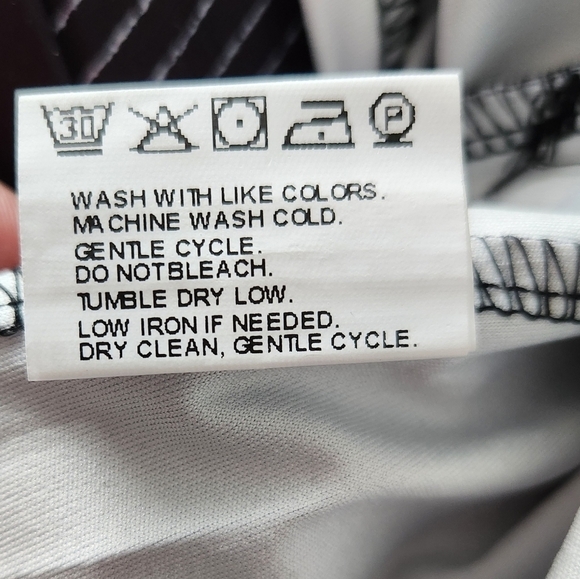 30 P
WASH WITH LIKE COLORS.
MACHINE WASH COLD.
GENTLE CYCLE.
DO NOTBLEACH.
TUMBLE DRY LOW.
LOW IRON IF NEEDED.
DRY CLEAN, GENTLE CYCLE.